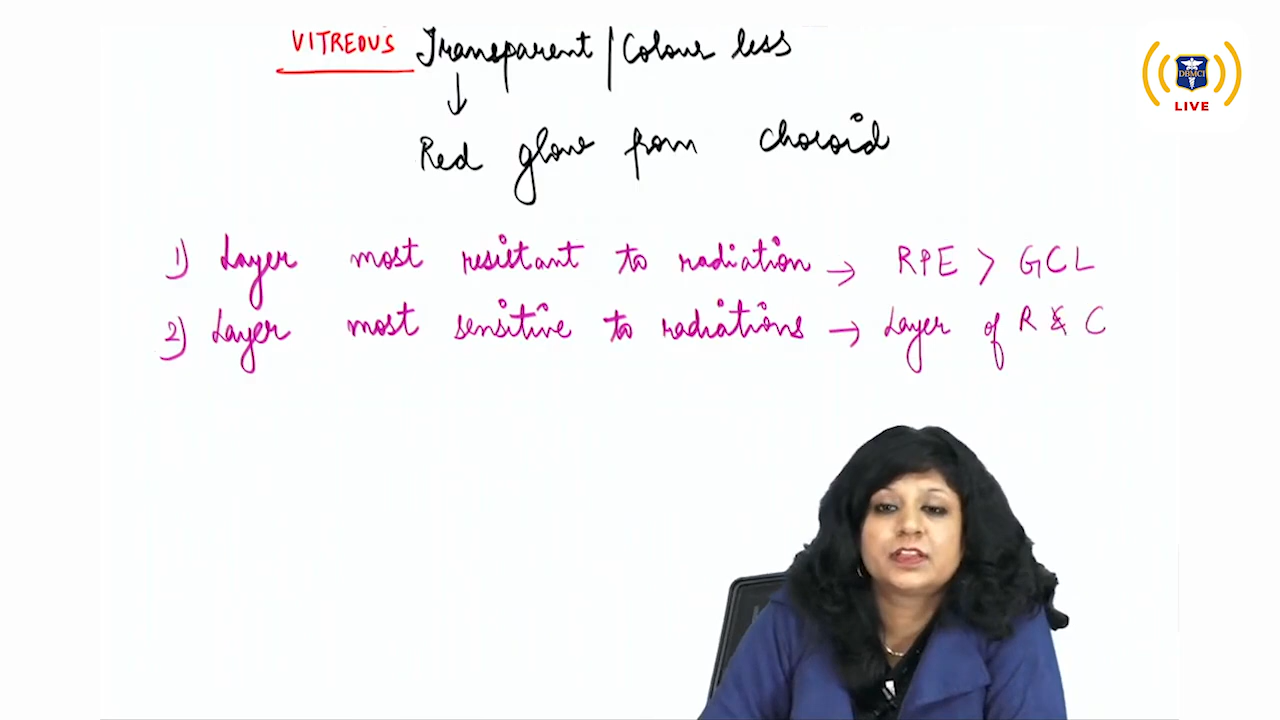 VITREOUS Transparent/Colour less
↓
Red glow from choroid
1) Layer most resistant to radiation → RPE > GCL
2) Layer most sensitive to radiations → Layer of R & C
DBMCI
LIVE